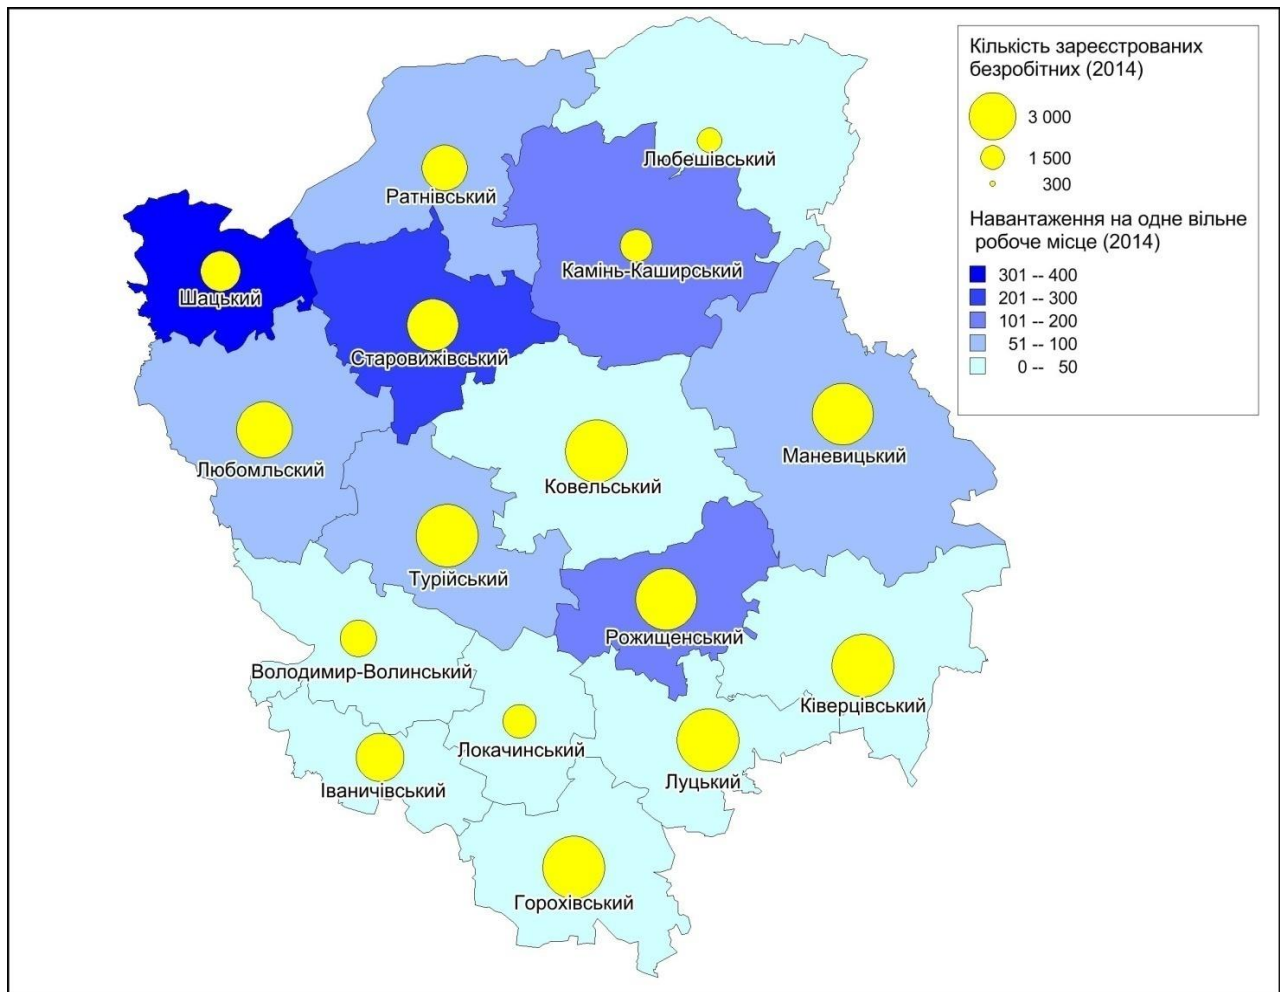 Кількість зареєстрованих
безробітних (2014)
3 000
1 500
300
Навантаження на одне вільне
робоче місце (2014)
301 -- 400
201 -- 300
101 -- 200
51 -- 100
0 -- 50
Любешівський
Ратнівський
Камінь-Каширський
Шацький
Старовижівський
Любомльский
Ковельський
Маневицький
Турійський
Рожищенський
Володимир-Волинський
Ківерцівський
Локачинський
Іваничівський
Луцький
Горохівський